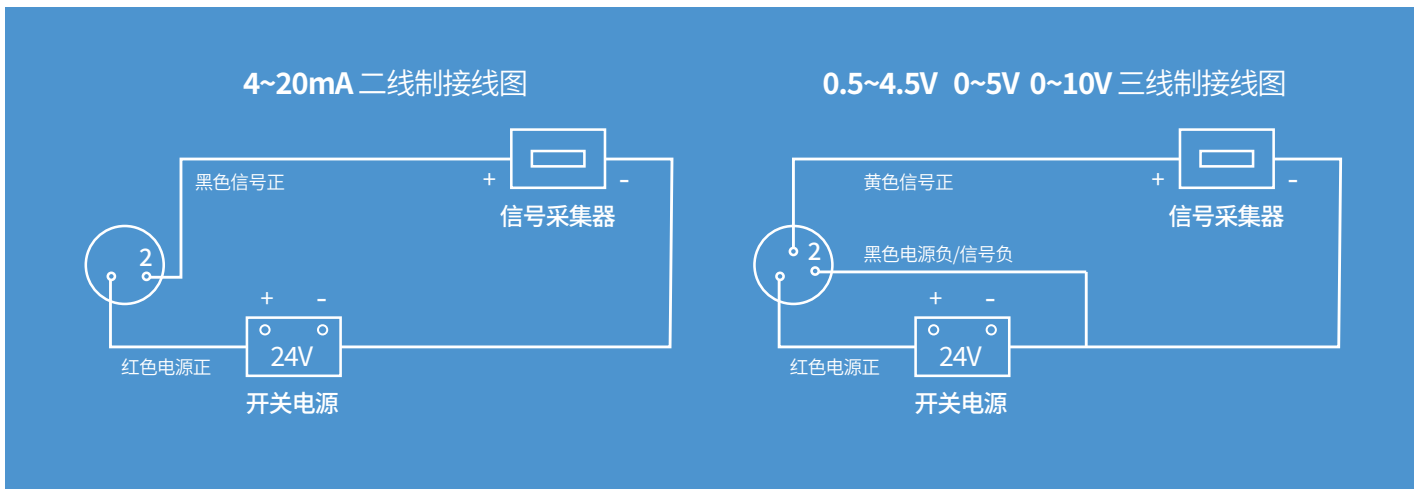 4~20mA 二线制接线图
黑色信号正
+ -
信号采集器
2
+ -
24V
红色电源正
开关电源
0.5~4.5V 0~5V 0~10V 三线制接线图
黄色信号正
+ -
信号采集器
2
黑色电源负/信号负
+ -
24V
红色电源正
开关电源